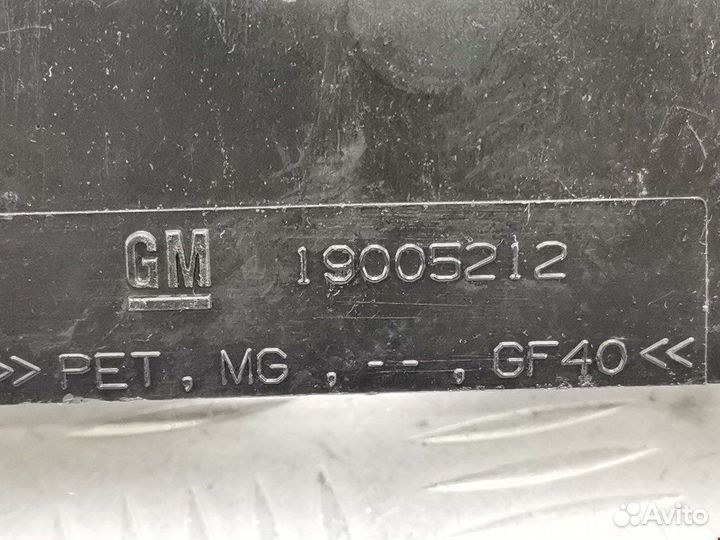 GM 19005212
>> PET, MG , --, GF40<<
Avito